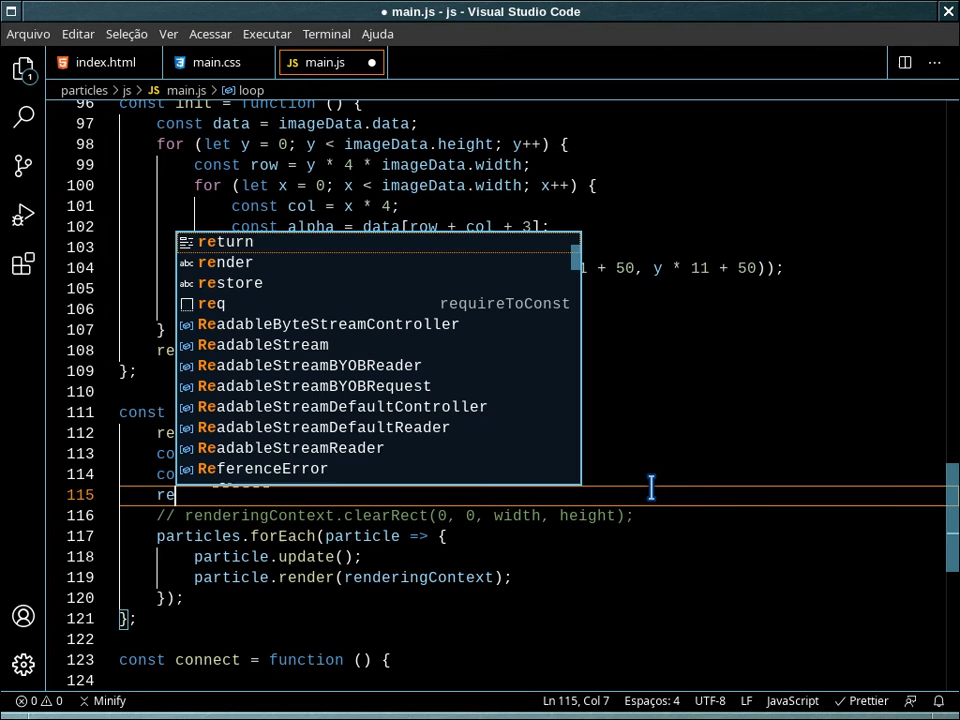 ● main.js - js - Visual Studio Code
Arquivo Editar Seleção Ver Acessar Executar Terminal Ajuda
index.html main.css JS main.js ●
particles > js > JS main.js > loop
1
96 const init = function () {
97 const data = imageData.data;
98 for (let y = 0; y < imageData.height; y++) {
99 const row = y * 4 * imageData.width;
100 for (let x = 0; x < imageData.width; x++) {
101 const col = x * 4;
102 const alpha = data[row + col + 3];
103
104 1 + 50, y * 11 + 50));
105
106
107 }
108 re
109 };
110
111 const
112 re
113 co
114 co
115 re
116 // renderingContext.clearRect(0, 0, width, height);
117 particles.forEach(particle => {
118 particle.update();
119 particle.render(renderingContext);
120 });
121 };
122
123 const connect = function () {
124
return
abc render
abc restore
req requireToConst
ReadableByteStreamController
ReadableStream
ReadableStreamBYOBReader
ReadableStreamBYOBRequest
ReadableStreamDefaultController
ReadableStreamDefaultReader
ReadableStreamReader
ReferenceError
0 0 Minify Ln 115, Col 7 Espaços: 4 UTF-8 LF JavaScript Prettier